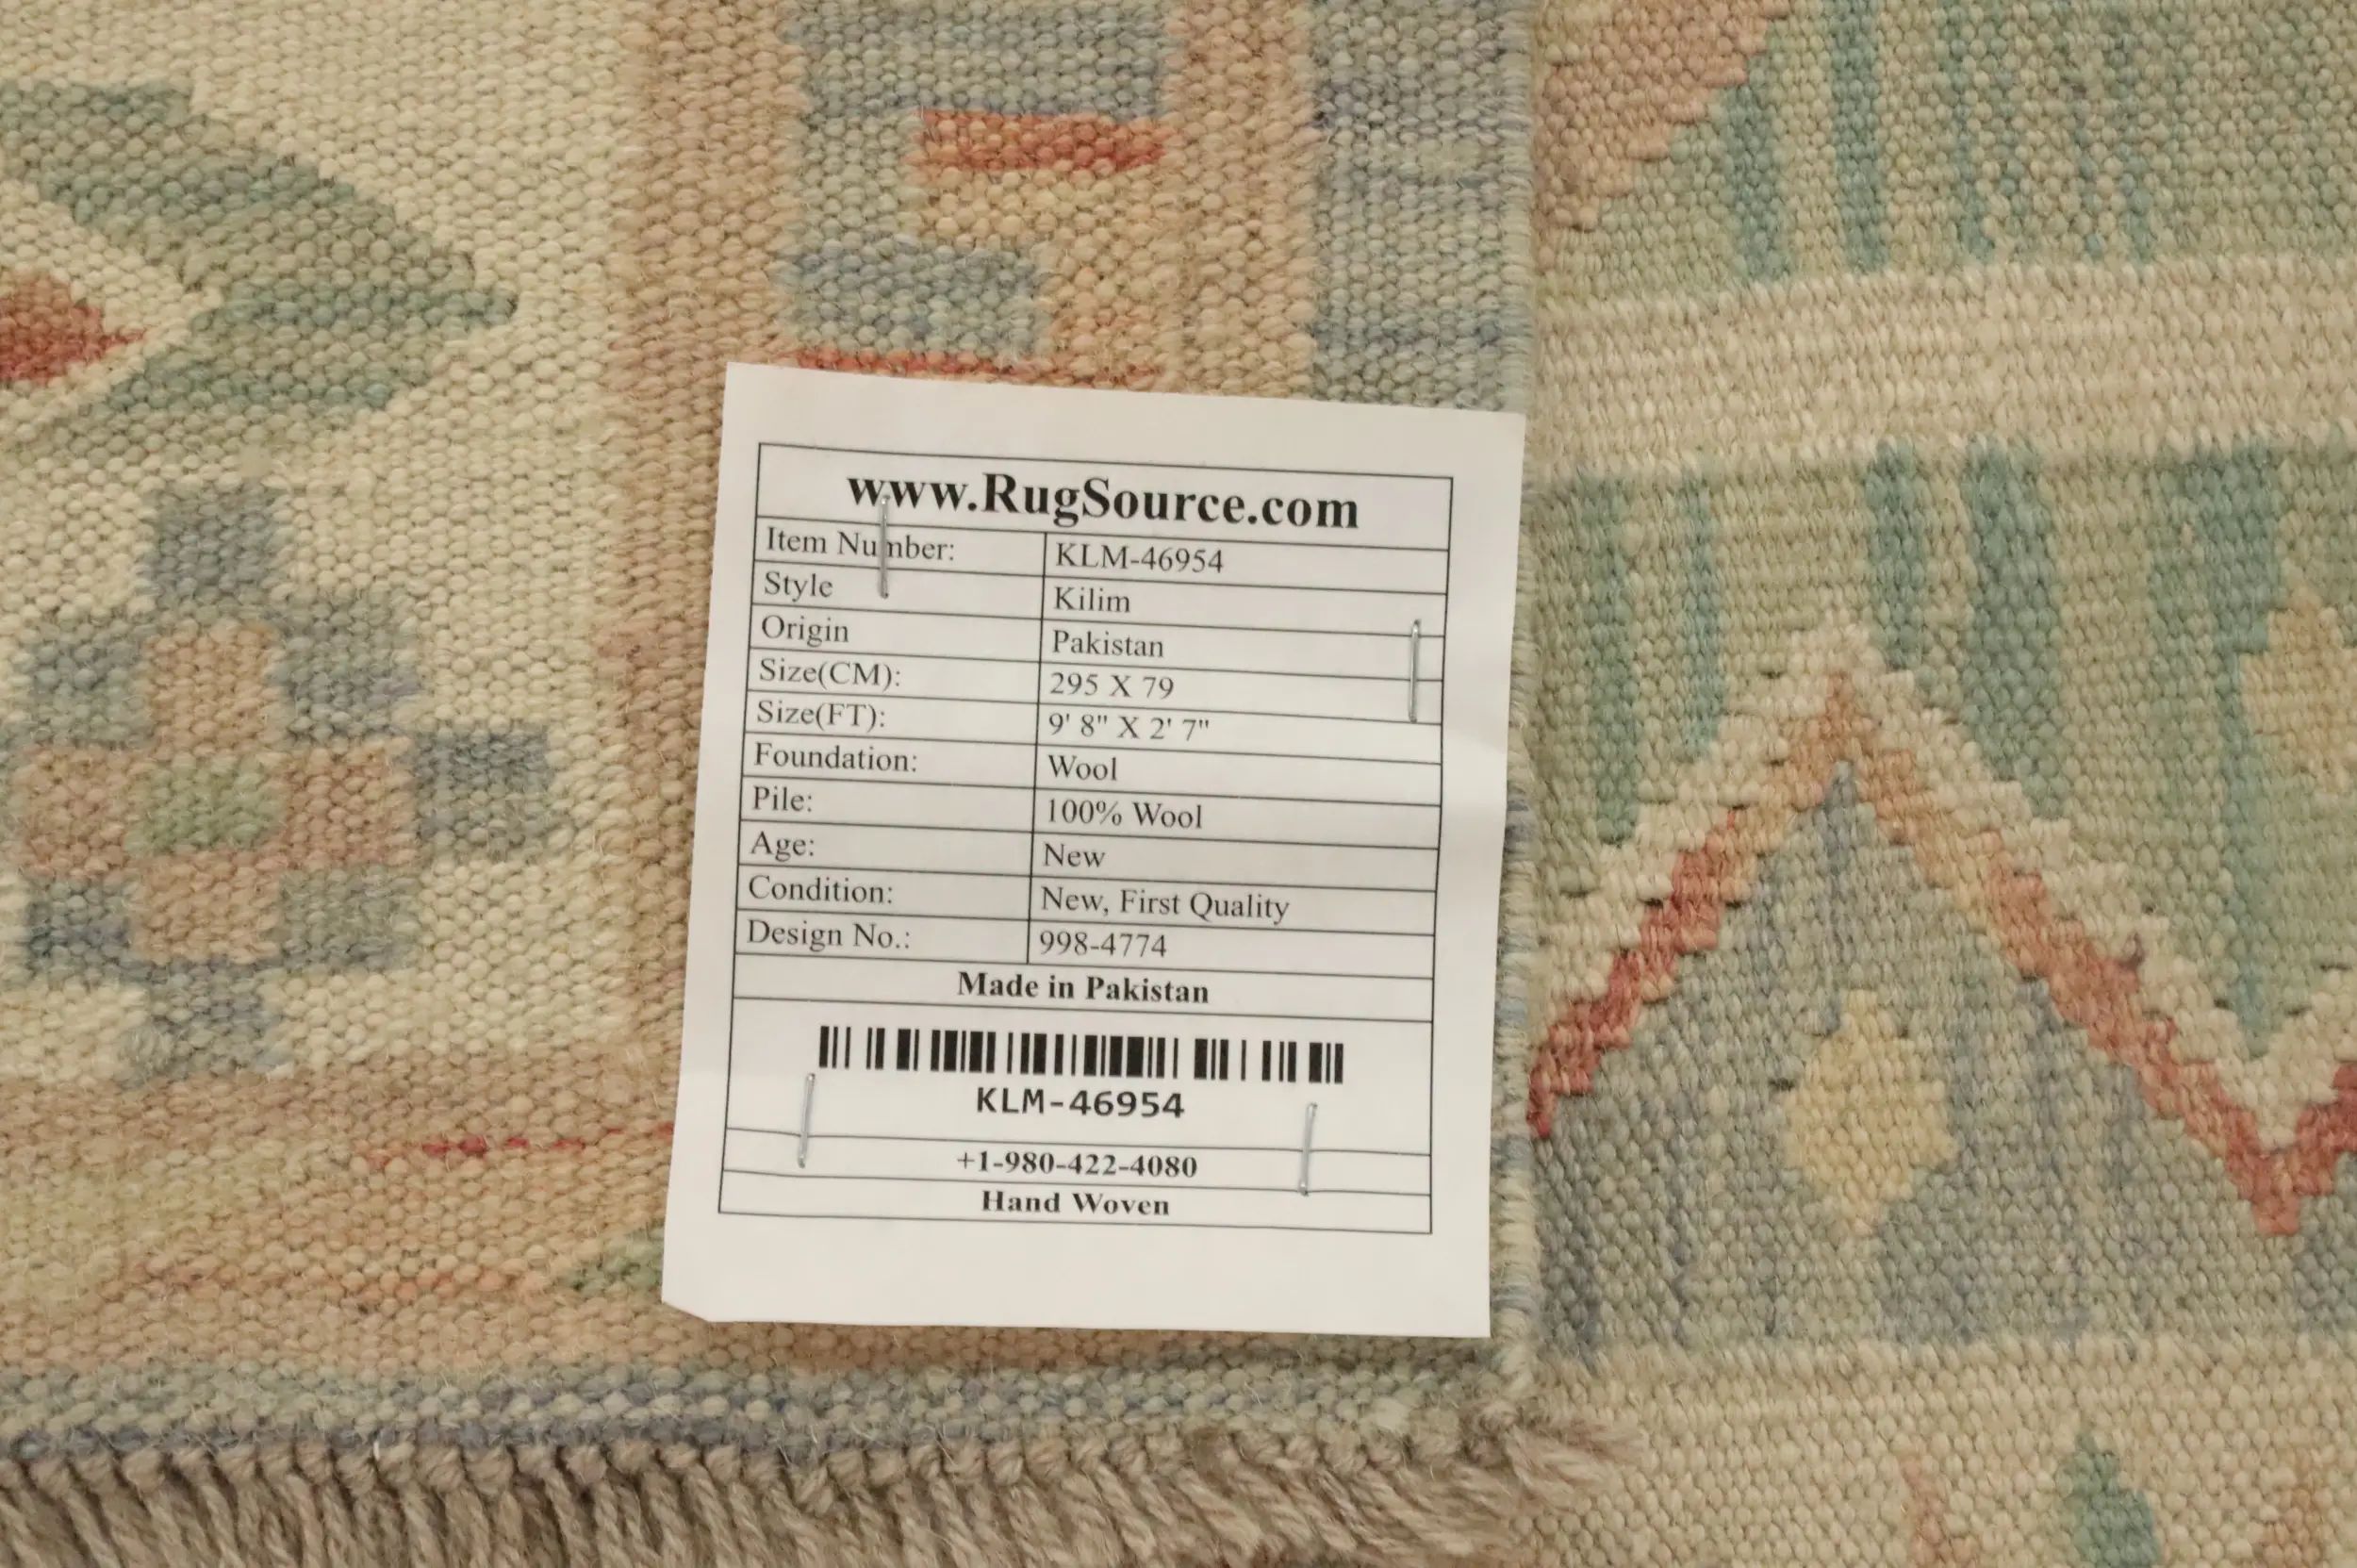 www.RugSource.com
Item Number: KLM-46954
Style Kilim
Origin Pakistan
Size(CM): 295 X 79
Size(FT): 9' 8" X 2' 7"
Foundation: Wool
Pile: 100% Wool
Age: New
Condition: New, First Quality
Design No.: 998-4774
Made in Pakistan
KLM-46954
+1-980-422-4080
Hand Woven